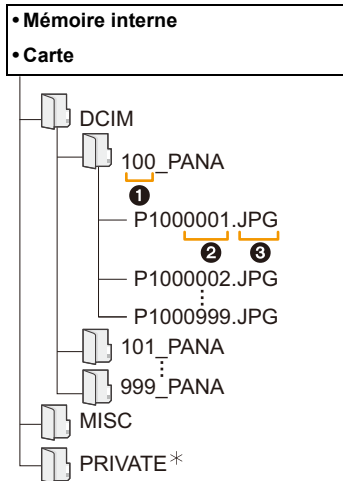 • Mémoire interne
• Carte
DCIM
100_PANA
❶
P1000001.JPG
❷ ❸
P1000002.JPG
P1000999.JPG
101_PANA
999_PANA
MISC
PRIVATE＊